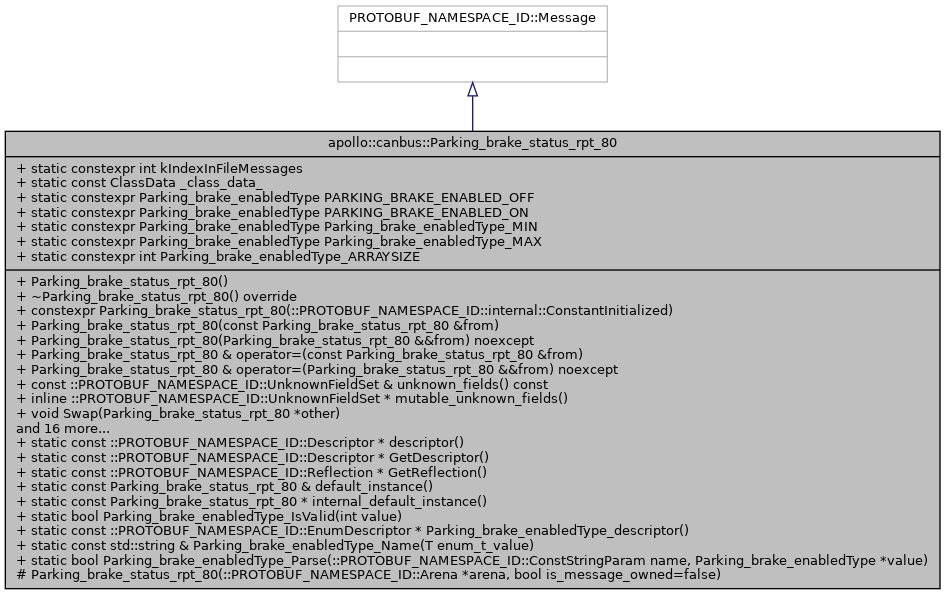 PROTOBUF_NAMESPACE_ID::Message
apollo::canbus::Parking_brake_status_rpt_80
+ static constexpr int kIndexInFileMessages
+ static const ClassData _class_data_
+ static constexpr Parking_brake_enabledType PARKING_BRAKE_ENABLED_OFF
+ static constexpr Parking_brake_enabledType PARKING_BRAKE_ENABLED_ON
+ static constexpr Parking_brake_enabledType Parking_brake_enabledType_MIN
+ static constexpr Parking_brake_enabledType Parking_brake_enabledType_MAX
+ static constexpr int Parking_brake_enabledType_ARRAYSIZE
+ Parking_brake_status_rpt_80()
+ ~Parking_brake_status_rpt_80() override
+ constexpr Parking_brake_status_rpt_80(::PROTOBUF_NAMESPACE_ID::internal::ConstantInitialized)
+ Parking_brake_status_rpt_80(const Parking_brake_status_rpt_80 &from)
+ Parking_brake_status_rpt_80(Parking_brake_status_rpt_80 &&from) noexcept
+ Parking_brake_status_rpt_80 & operator=(const Parking_brake_status_rpt_80 &from)
+ Parking_brake_status_rpt_80 & operator=(Parking_brake_status_rpt_80 &&from) noexcept
+ const ::PROTOBUF_NAMESPACE_ID::UnknownFieldSet & unknown_fields() const
+ inline ::PROTOBUF_NAMESPACE_ID::UnknownFieldSet * mutable_unknown_fields()
+ void Swap(Parking_brake_status_rpt_80 *other)
and 16 more...
+ static const ::PROTOBUF_NAMESPACE_ID::Descriptor * descriptor()
+ static const ::PROTOBUF_NAMESPACE_ID::Descriptor * GetDescriptor()
+ static const ::PROTOBUF_NAMESPACE_ID::Reflection * GetReflection()
+ static const Parking_brake_status_rpt_80 & default_instance()
+ static const Parking_brake_status_rpt_80 * internal_default_instance()
+ static bool Parking_brake_enabledType_IsValid(int value)
+ static const ::PROTOBUF_NAMESPACE_ID::EnumDescriptor * Parking_brake_enabledType_descriptor()
+ static const std::string & Parking_brake_enabledType_Name(T enum_t_value)
+ static bool Parking_brake_enabledType_Parse(::PROTOBUF_NAMESPACE_ID::ConstStringParam name, Parking_brake_enabledType *value)
# Parking_brake_status_rpt_80(::PROTOBUF_NAMESPACE_ID::Arena *arena, bool is_message_owned=false)